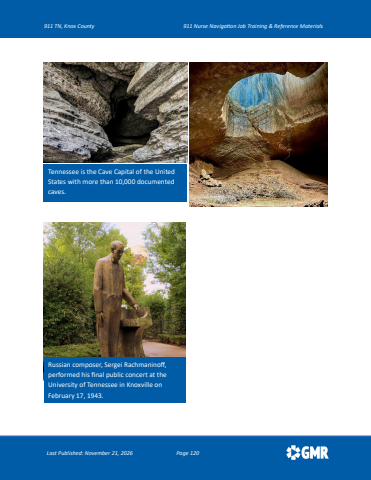 911 TN, Knox County
911 Nurse Navigation Job Training & Reference Materials
Tennessee is the Cave Capital of the United
States with more than 10,000 documented
caves.
Russian composer, Sergei Rachmaninoff,
performed his final public concert at the
University of Tennessee in Knoxville on
February 17, 1943.
Last Published: November 21, 2026
Page 120
GMR